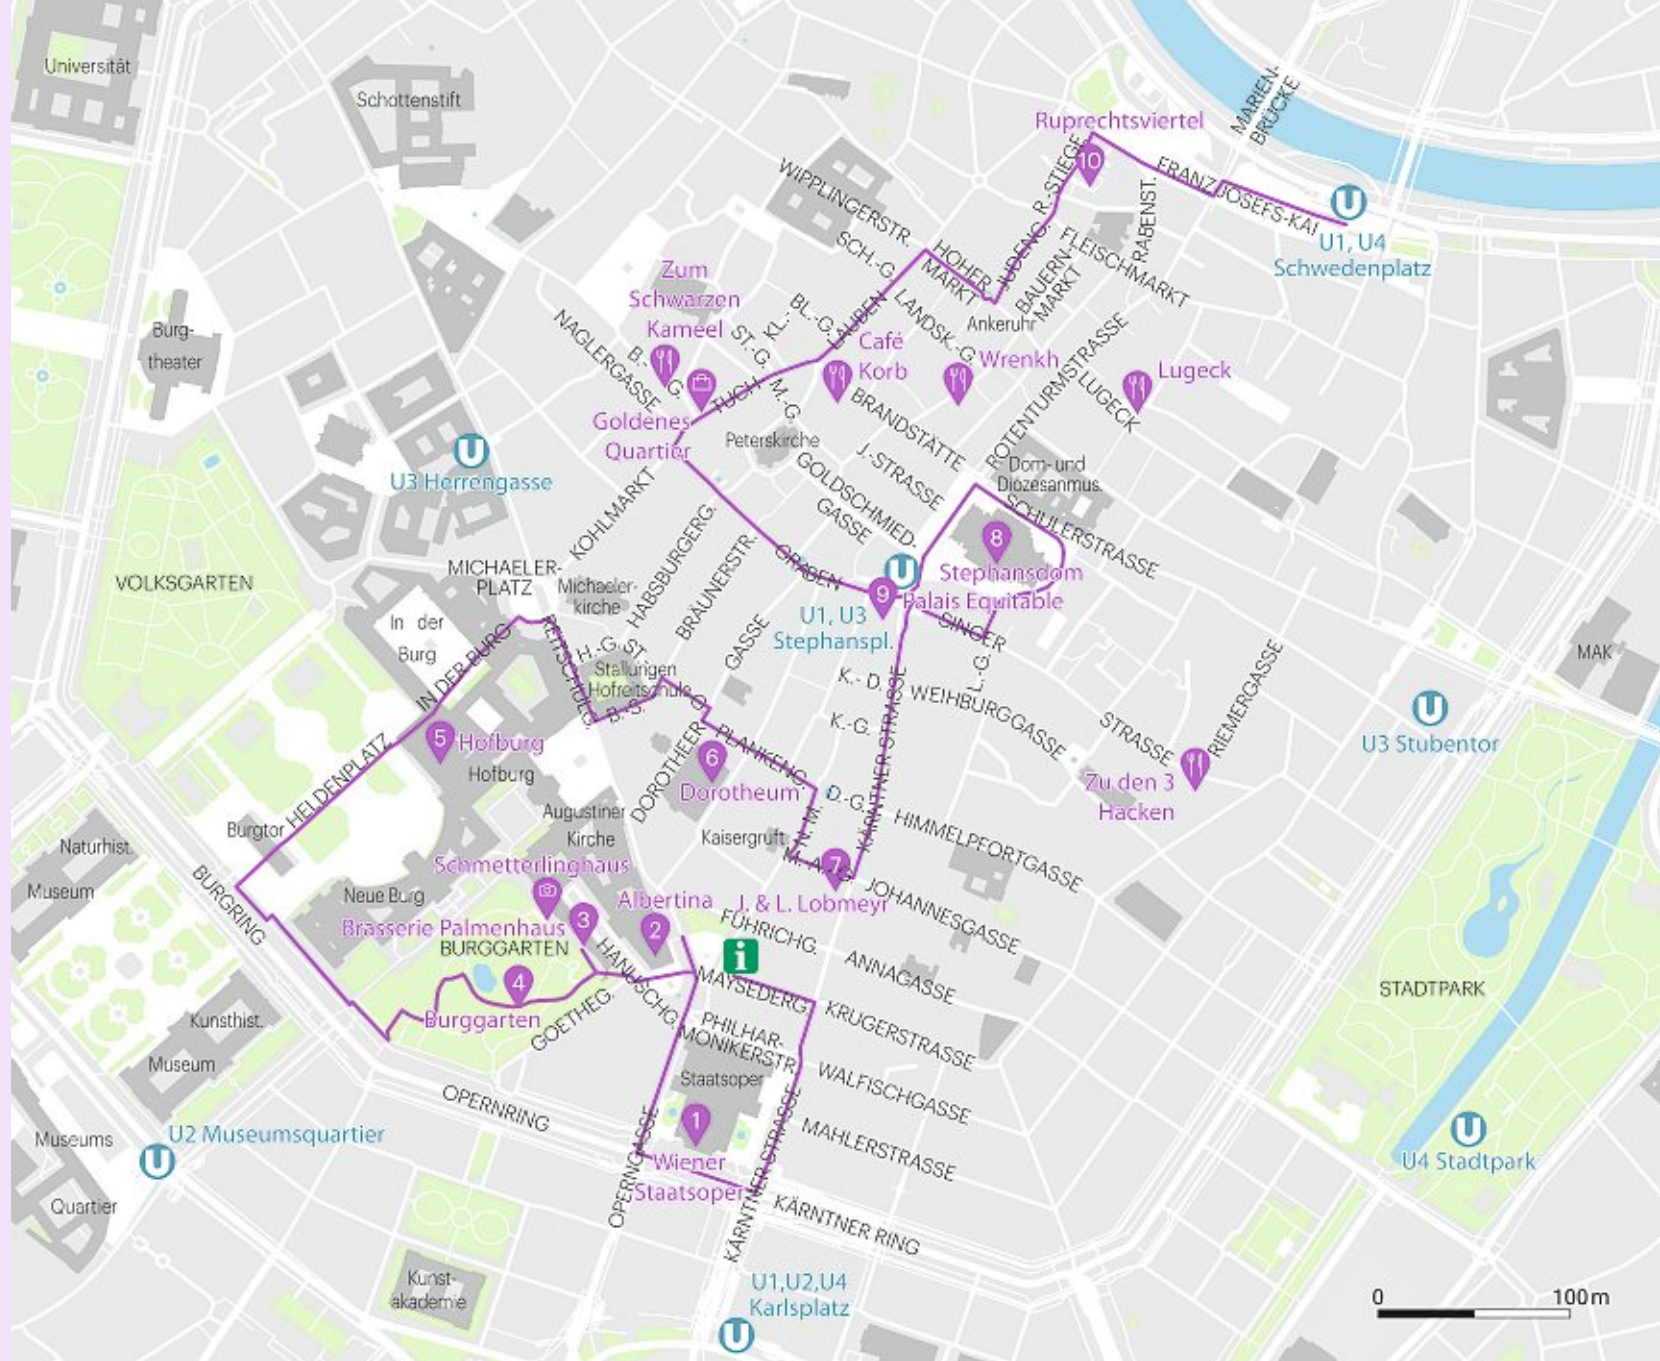 Universität
Schottenstift
MARIEN-
BRÜCKE
Ruprechtsviertel
10
WIPPLINGERSTR.
SCH.-G.
HOHER
MARKT
JUDENG.
R.-STIEGE
FRANZ JOSEFS-KAI
RABENST.
FLEISCHMARKT
BAUERN-
MARKT
U
U1, U4
Schwedenplatz
Zum
Schwarzen
Kameel
Burg-
theater
NAGLERGASSE
B.-
G.
ST.-G.
KL.-
BL.-G.
LAUBEN
LANDSK.-G.
Ankeruhr
Café
Korb
Wrenkh
ROTENTURMSTRASSE
LUGECK
Lugeck
TUCH-
M.-G.
BRANDSTÄTTE
Goldenes
Quartier
Peterskirche
J.-STRASSE
GOLDSCHMIED-
GASSE
Dom- und
Diözesanmus.
SCHULERSTRASSE
U
U3 Herrengasse
KOHLMARKT
HABSBURGERG.
BRÄUNERSTR.
GRABEN
8
Stephansdom
U
9
Palais Equitable
U1, U3
Stephanspl.
SINGER
L.-G.
VOLKSGARTEN
MICHAELER-
PLATZ
Michaeler-
kirche
In der
Burg
IN DER BURG
REITSCHULG.
H.-G.
ST.
Stallungen
Hofreitschule
B.-S.
G.
GASSE
K.-D.
K.-G.
WEIHBURGGASSE
STRASSE
RIEMERGASSE
MAK
U
U3 Stubentor
5
Hofburg
Hofburg
HELDENPLATZ
DOROTHEER
6
Dorotheum
PLANKENG.
D.-G.
KÄRNTNER STRASSE
Zu den 3
Hacken
Burgtor
Augustiner
Kirche
Kaisergruft
N. M.
M.-A.-G.
7
J. & L. Lobmeyr
HIMMELPFORTGASSE
JOHANNESGASSE
Naturhist.
Museum
BURGRING
Neue Burg
Schmetterlinghaus
3
Brasserie Palmenhaus
BURGGARTEN
Albertina
2
FÜHRICHG.
ANNAGASSE
i
HANUSCHG.
4
Burggarten
GOETHEG.
MAYSEDERG.
KRUGERSTRASSE
PHILHAR-
MONIKERSTR.
Kunsthist.
Museum
Staatsoper
1
Wiener
Staatsoper
WALFISCHGASSE
MAHLERSTRASSE
STADTPARK
OPERNRING
OPERNGASSE
KÄRNTNER STRASSE
KÄRNTNER RING
Museums
Quartier
U2 Museumsquartier
U
U
U4 Stadtpark
Kunst-
akademie
U1,U2,U4
Karlsplatz
U
0
100m